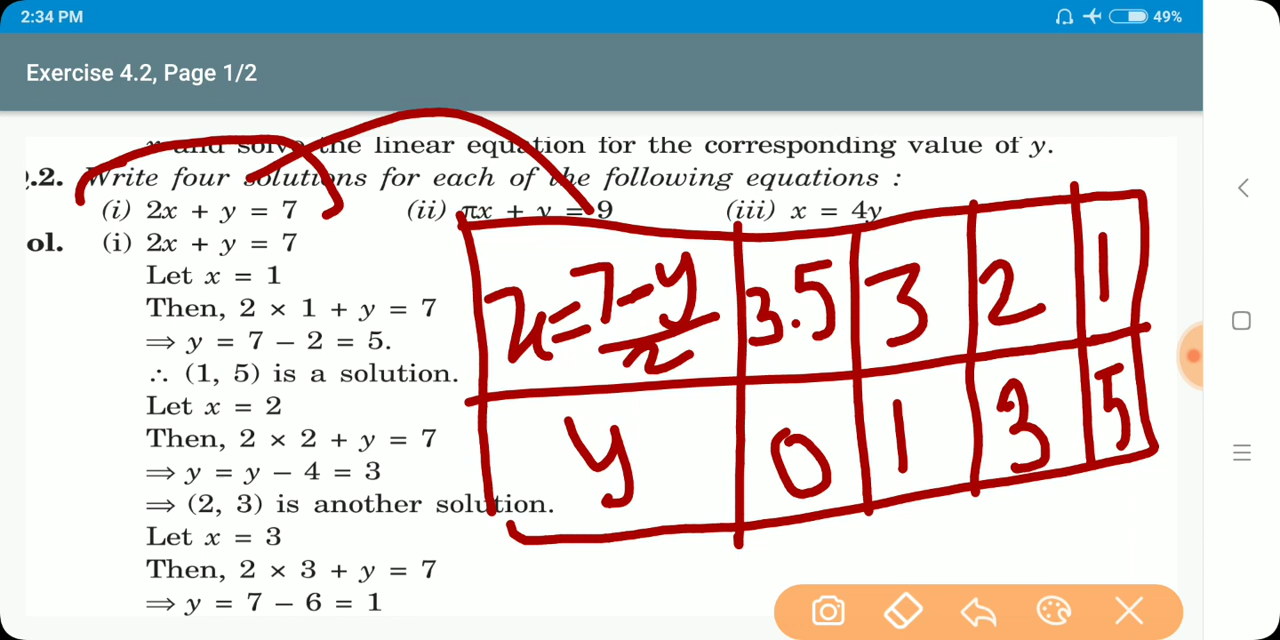 2:34 PM
49%
Exercise 4.2, Page 1/2
x and solve the linear equation for the corresponding value of y.
.2. Write four solutions for each of the following equations :
(i) 2x + y = 7 (ii) πx + y = 9 (iii) x = 4y
ol. (i) 2x + y = 7
Let x = 1
Then, 2 × 1 + y = 7
⇒ y = 7 − 2 = 5.
∴ (1, 5) is a solution.
Let x = 2
Then, 2 × 2 + y = 7
⇒ y = y − 4 = 3
⇒ (2, 3) is another solution.
Let x = 3
Then, 2 × 3 + y = 7
⇒ y = 7 − 6 = 1
x = 7−y/2 3.5 3 2 1
y 0 1 3 5